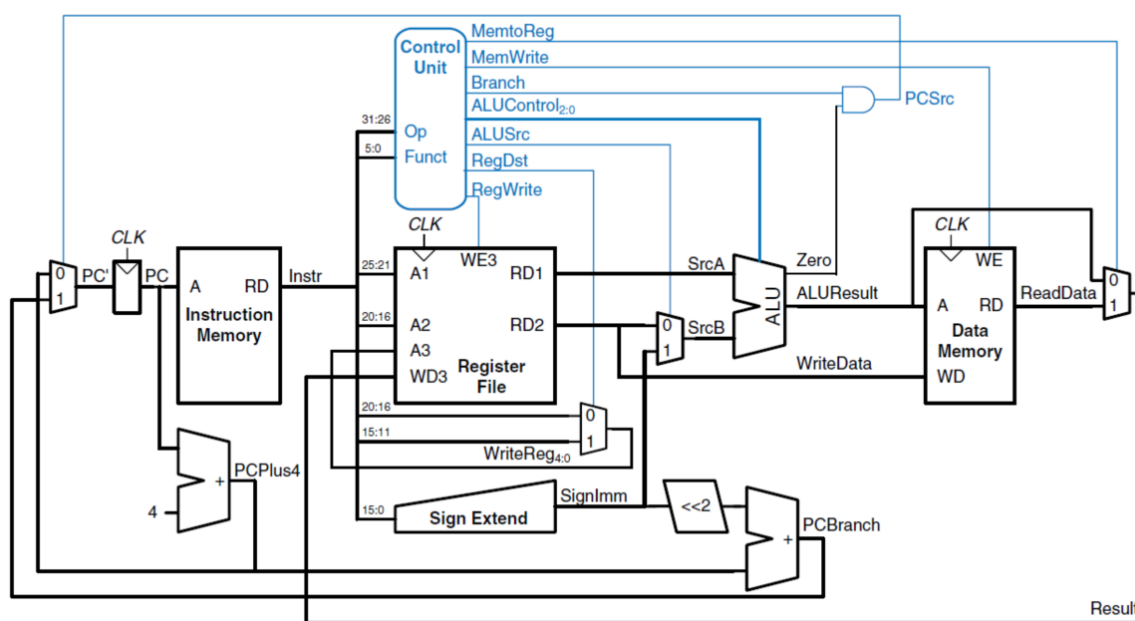 MemtoReg
Control
Unit
MemWrite
Branch
PCSrc
ALUControl2:0
31:26
Op
ALUSrc
5:0
Funct
RegDst
RegWrite
CLK
CLK
CLK
0
PC'
PC
1
A
RD
Instr
Instruction
Memory
25:21
A1
WE3
RD1
SrcA
Zero
WE
0
ALUResult
ReadData
ALU
A
RD
1
20:16
A2
RD2
0
SrcB
Data
Memory
A3
1
Register
File
WD3
WriteData
WD
20:16
0
15:11
1
WriteReg4:0
PCPlus4
+
4
SignImm
15:0
Sign Extend
<<2
PCBranch
+
Result